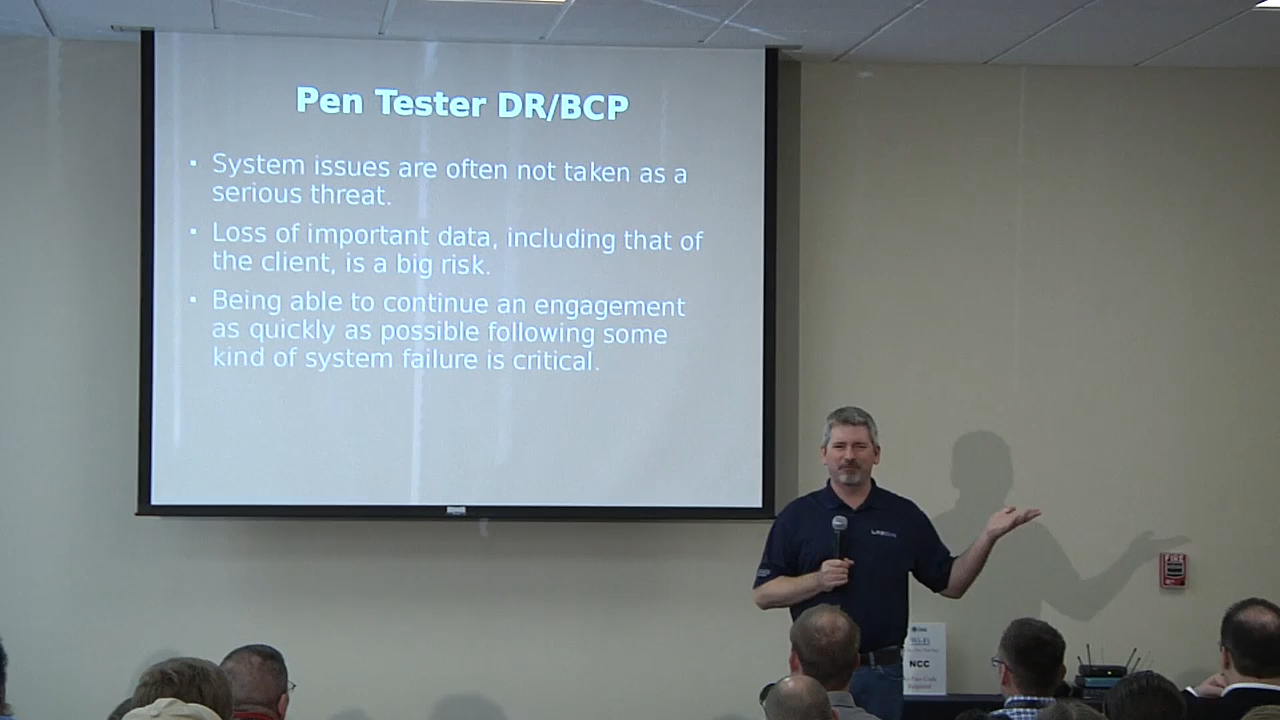 Pen Tester DR/BCP
▪ System issues are often not taken as a
serious threat.
▪ Loss of important data, including that of
the client, is a big risk.
▪ Being able to continue an engagement
as quickly as possible following some
kind of system failure is critical.
FIRE
NCC